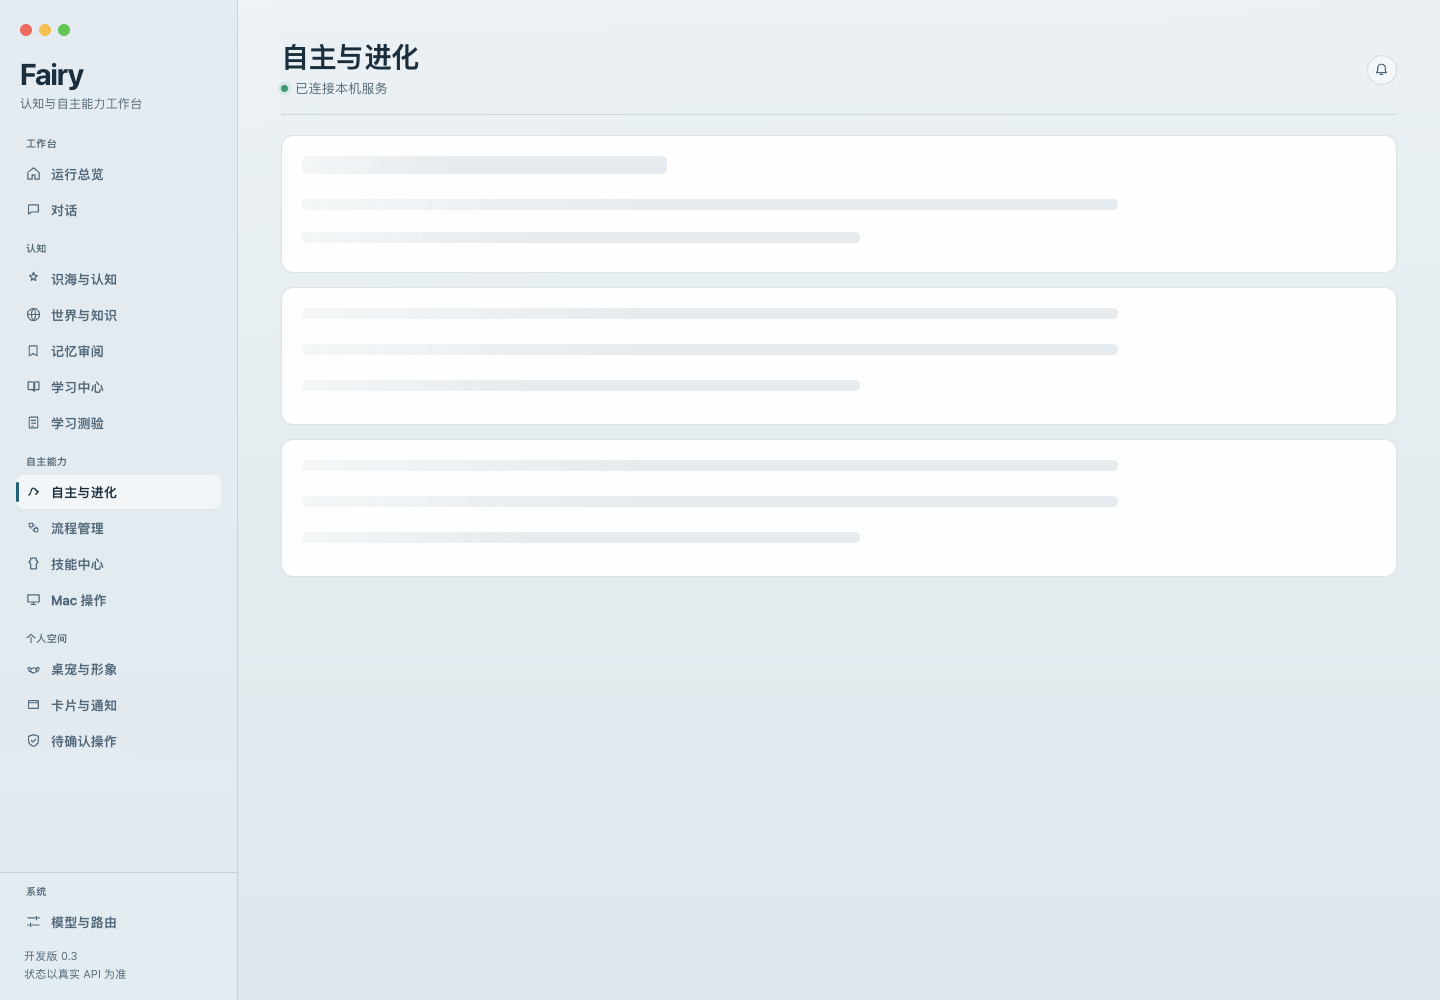 Fairy
认知与自主能力工作台
工作台
运行总览
对话
认知
识海与认知
世界与知识
记忆审阅
学习中心
学习测验
自主能力
自主与进化
流程管理
技能中心
Mac 操作
个人空间
桌宠与形象
卡片与通知
待确认操作
系统
模型与路由
开发版 0.3
状态以真实 API 为准
自主与进化
已连接本机服务